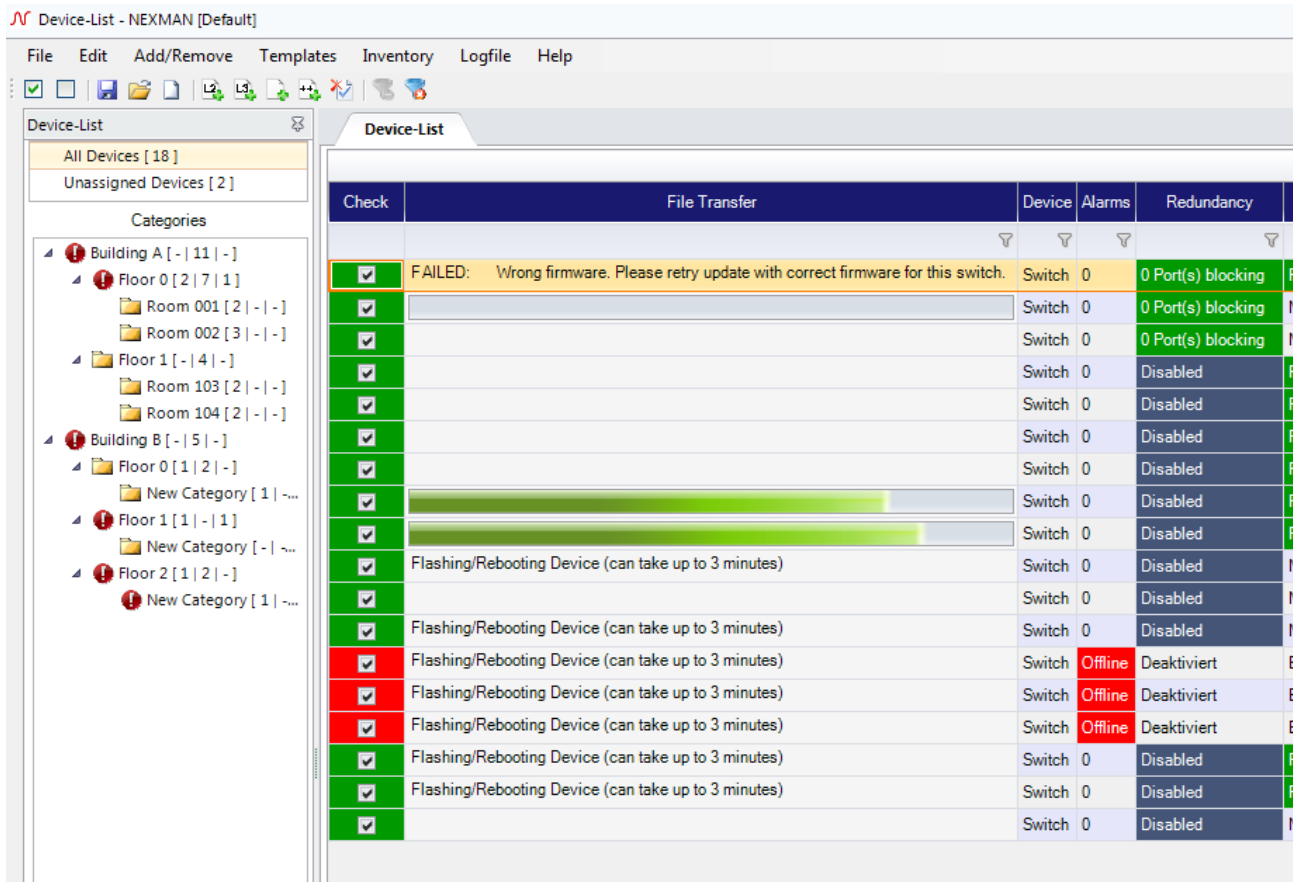 Device-List - NEXMAN [Default]
File Edit Add/Remove Templates Inventory Logfile Help
L2 L3 ++
Device-List
Device-List
All Devices [ 18 ]
Unassigned Devices [ 2 ]
Categories
Building A [ - | 11 | - ]
Floor 0 [ 2 | 7 | 1 ]
Room 001 [ 2 | - | - ]
Room 002 [ 3 | - | - ]
Floor 1 [ - | 4 | - ]
Room 103 [ 2 | - | - ]
Room 104 [ 2 | - | - ]
Building B [ - | 5 | - ]
Floor 0 [ 1 | 2 | - ]
New Category [ 1 | -...
Floor 1 [ 1 | - | 1 ]
New Category [ - | -...
Floor 2 [ 1 | 2 | - ]
New Category [ 1 | -...
Check File Transfer Device Alarms Redundancy
FAILED: Wrong firmware. Please retry update with correct firmware for this switch. Switch 0 0 Port(s) blocking
Switch 0 0 Port(s) blocking
Switch 0 0 Port(s) blocking
Switch 0 Disabled
Switch 0 Disabled
Switch 0 Disabled
Switch 0 Disabled
Switch 0 Disabled
Switch 0 Disabled
Flashing/Rebooting Device (can take up to 3 minutes) Switch 0 Disabled
Switch 0 Disabled
Flashing/Rebooting Device (can take up to 3 minutes) Switch 0 Disabled
Flashing/Rebooting Device (can take up to 3 minutes) Switch Offline Deaktiviert
Flashing/Rebooting Device (can take up to 3 minutes) Switch Offline Deaktiviert
Flashing/Rebooting Device (can take up to 3 minutes) Switch Offline Deaktiviert
Flashing/Rebooting Device (can take up to 3 minutes) Switch 0 Disabled
Flashing/Rebooting Device (can take up to 3 minutes) Switch 0 Disabled
Switch 0 Disabled